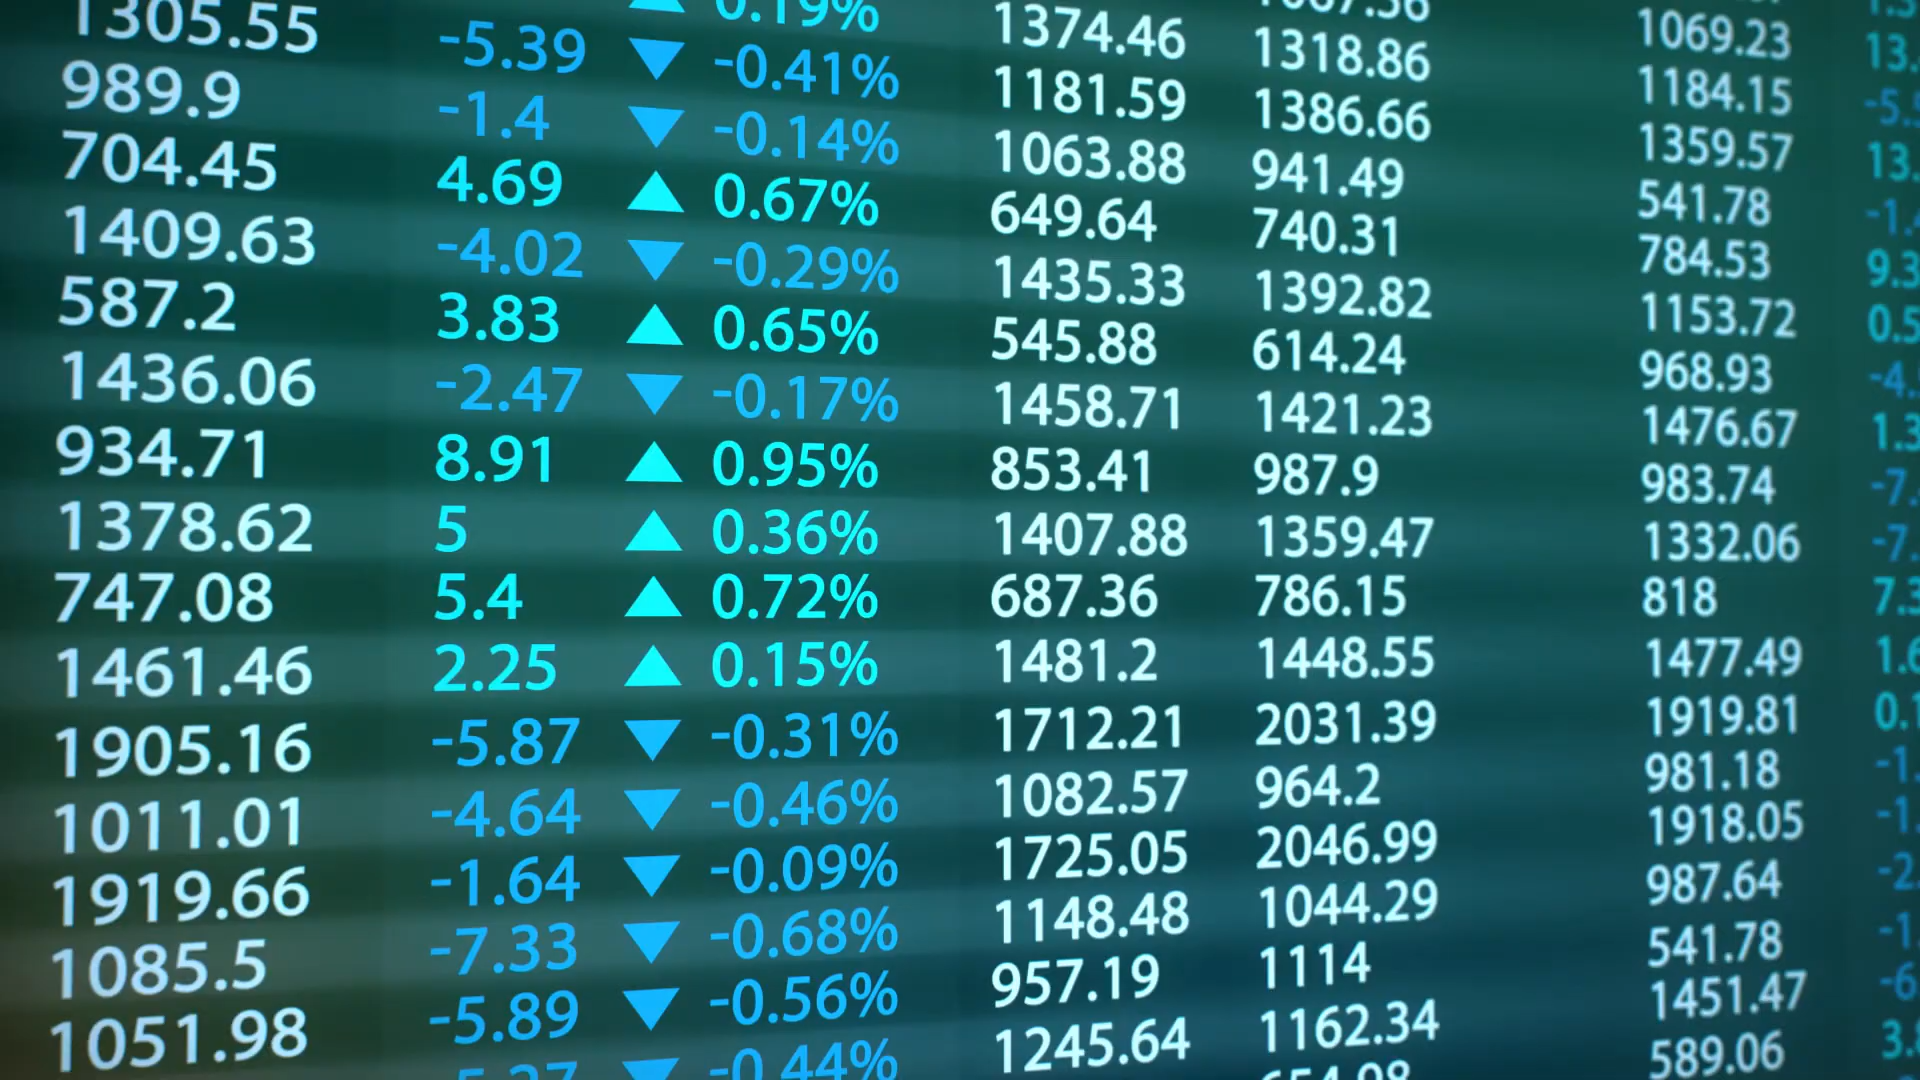 1069.23
0.19% 1374.46 1318.86 1184.15
1305.55 -5.39 ▼ -0.41% 1181.59 1386.66 1359.57
989.9 -1.4 ▼ -0.14% 1063.88 941.49 541.78
704.45 4.69 ▲ 0.67% 649.64 740.31 784.53
1409.63 -4.02 ▼ -0.29% 1435.33 1392.82 1153.72
587.2 3.83 ▲ 0.65% 545.88 614.24 968.93
1436.06 -2.47 ▼ -0.17% 1458.71 1421.23 1476.67
934.71 8.91 ▲ 0.95% 853.41 987.9 983.74
1378.62 5 ▲ 0.36% 1407.88 1359.47 1332.06
747.08 5.4 ▲ 0.72% 687.36 786.15 818
1461.46 2.25 ▲ 0.15% 1481.2 1448.55 1477.49
1905.16 -5.87 ▼ -0.31% 1712.21 2031.39 1919.81
1011.01 -4.64 ▼ -0.46% 1082.57 964.2 981.18
1919.66 -1.64 ▼ -0.09% 1725.05 2046.99 1918.05
1085.5 -7.33 ▼ -0.68% 1148.48 1044.29 987.64
1051.98 -5.89 ▼ -0.56% 957.19 1114 541.78
▼ -0.44% 1245.64 1162.34 1451.47
589.06